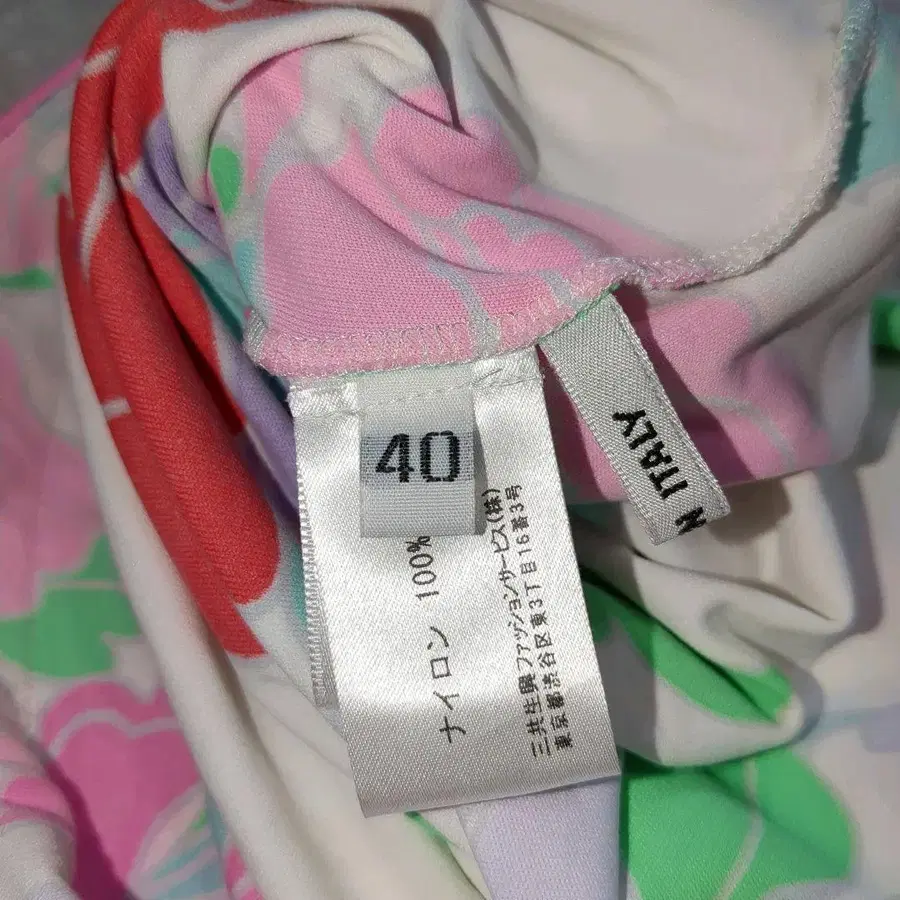 40
ナイロン 100%
三共生興ファッションサービス(株)
東京都渋谷区東3丁目16番3号
N ITALY